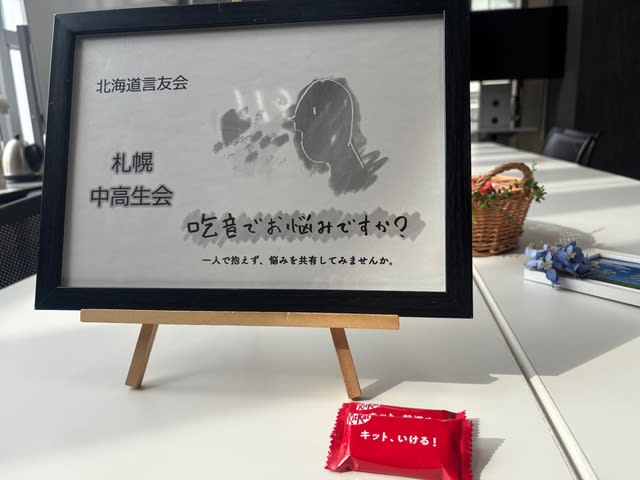 北海道言友会
札幌
中高生会
吃音でお悩みですか?
一人で抱えず、悩みを共有してみませんか。
KitKat
キット、いける!